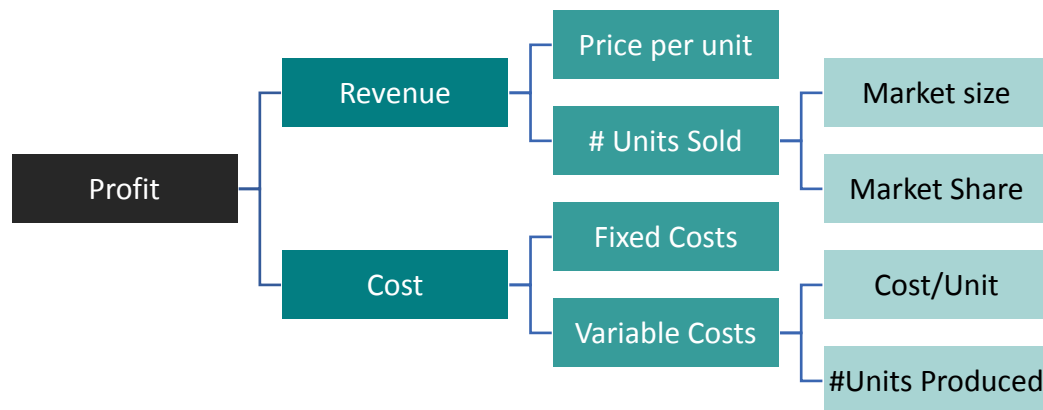 Price per unit
Revenue
Market size
# Units Sold
Profit
Market Share
Fixed Costs
Cost
Cost/Unit
Variable Costs
#Units Produced